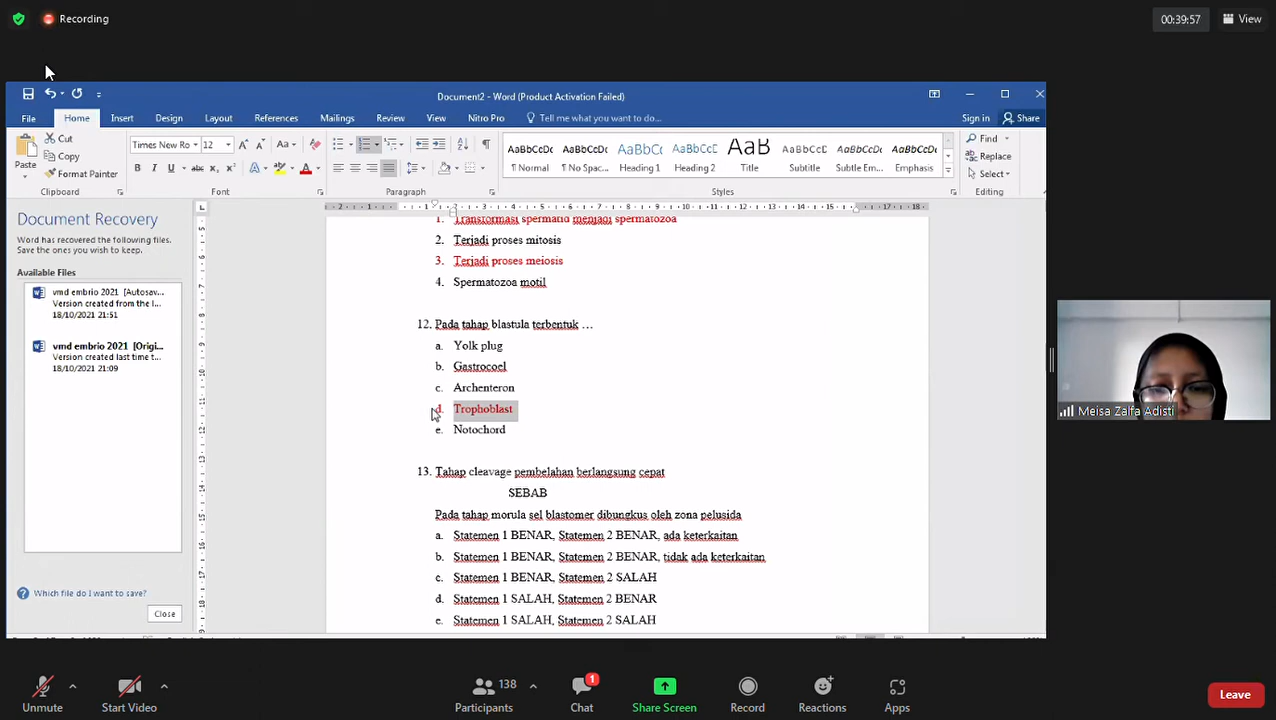 Recording
00:39:57
View
Document2 - Word (Product Activation Failed)
File Home Insert Design Layout References Mailings Review View Nitro Pro Tell me what you want to do... Sign in Share
Paste
Cut
Copy
Format Painter
Clipboard
Times New Ro 12
Font
Paragraph
AaBbCcDc AaBbCcDc AaBbCc AaBbCcE AaB AaBbCcC AaBbCcDt AaBbCcDt
¶ Normal ¶ No Spac... Heading 1 Heading 2 Title Subtitle Subtle Em... Emphasis
Styles
Find
Replace
Select
Editing
Document Recovery
Word has recovered the following files.
Save the ones you wish to keep.
Available Files
vmd embrio 2021 [Autosav...
Version created from the l...
18/10/2021 21:51
vmd embrio 2021 [Origi...
Version created last time t...
18/10/2021 21:09
Which file do I want to save?
Close
1. Transformasi spermatid menjadi spermatozoa
2. Terjadi proses mitosis
3. Terjadi proses meiosis
4. Spermatozoa motil
12. Pada tahap blastula terbentuk …
a. Yolk plug
b. Gastrocoel
c. Archenteron
d. Trophoblast
e. Notochord
13. Tahap cleavage pembelahan berlangsung cepat
SEBAB
Pada tahap morula sel blastomer dibungkus oleh zona pelusida
a. Statemen 1 BENAR, Statemen 2 BENAR, ada keterkaitan
b. Statemen 1 BENAR, Statemen 2 BENAR, tidak ada keterkaitan
c. Statemen 1 BENAR, Statemen 2 SALAH
d. Statemen 1 SALAH, Statemen 2 BENAR
e. Statemen 1 SALAH, Statemen 2 SALAH
Meisa Zalfa Adisti
Unmute
Start Video
138
Participants
1
Chat
Share Screen
Record
Reactions
Apps
Leave